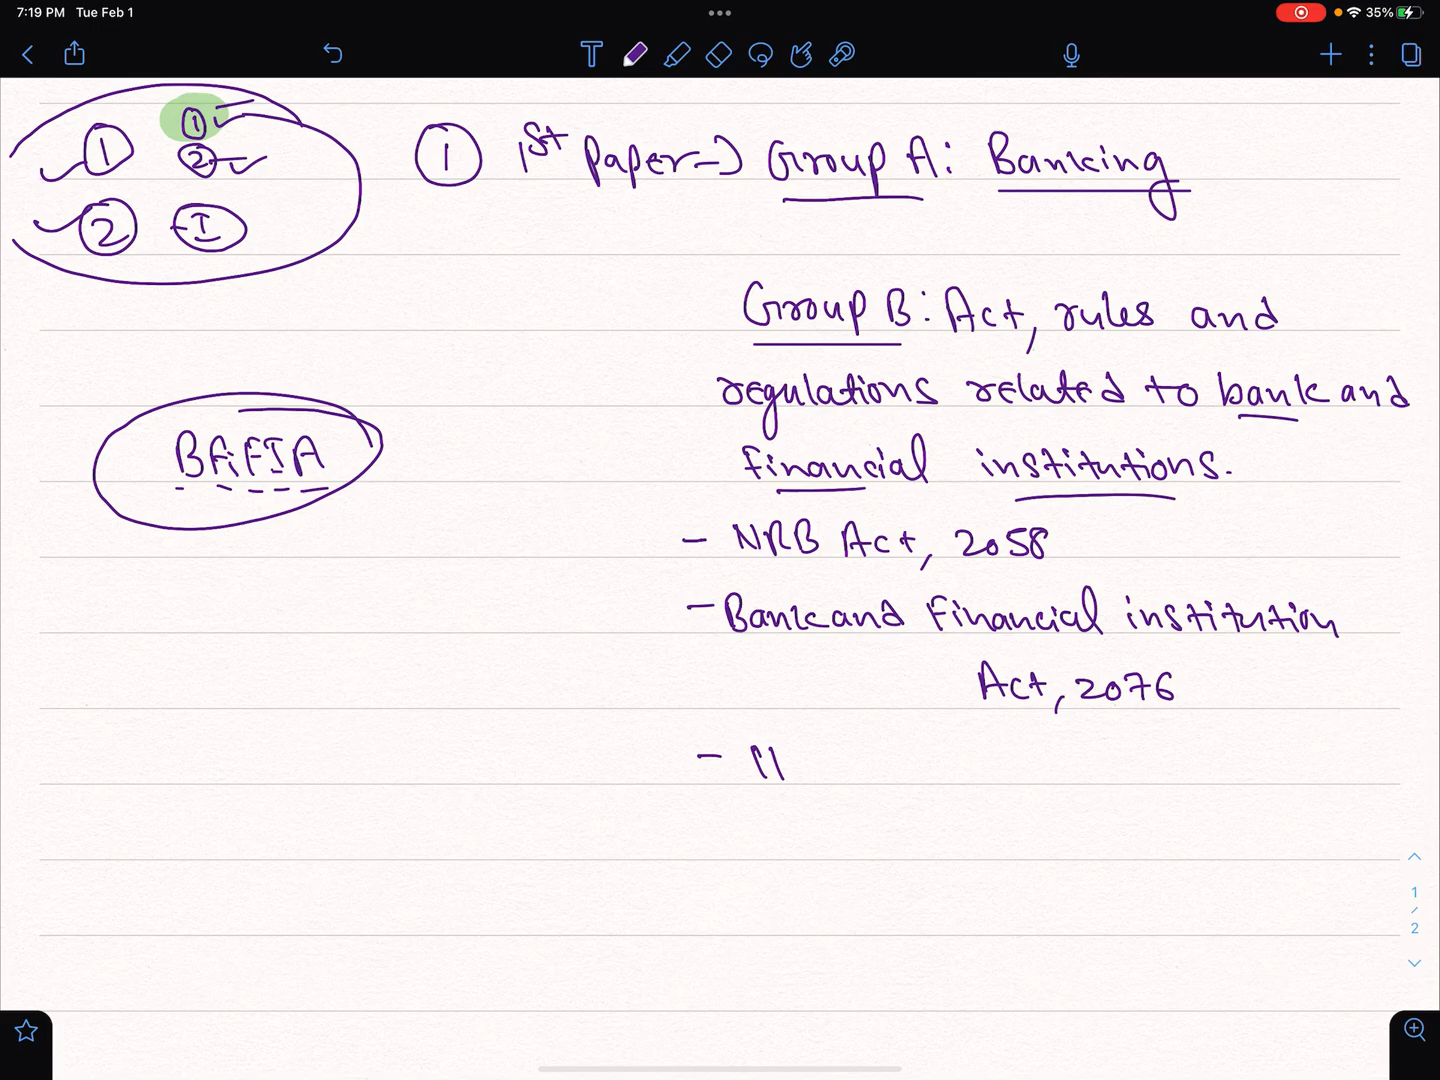 7:19 PM Tue Feb 1
35%
1
1
2
2
I
1 1st Paper -> Group A: Banking
Group B: Act, rules and
regulations related to bank and
financial institutions.
BAFIA
- NRB Act, 2058
- Bank and Financial institution
Act, 2076
-
1
/
2